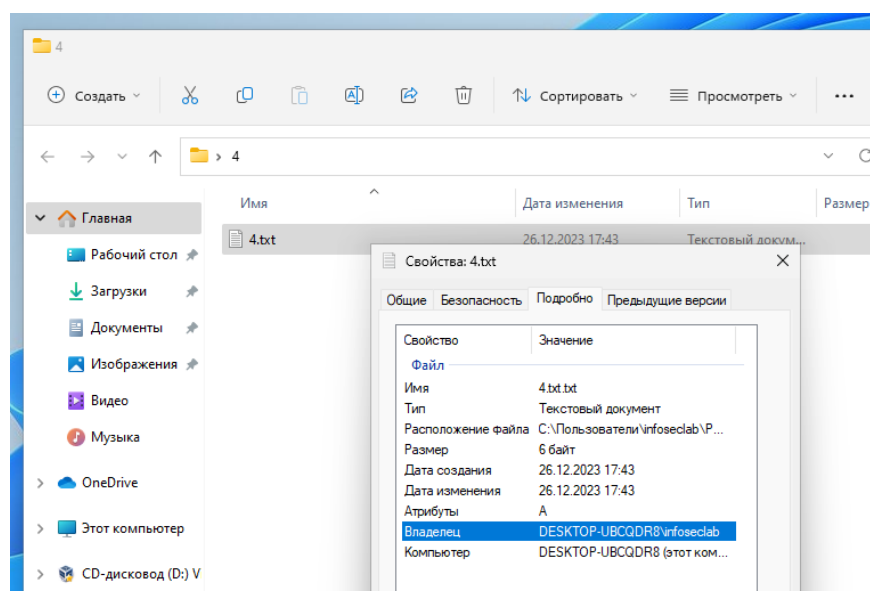 4
Создать
Сортировать
Просмотреть
4
Имя Дата изменения Тип Размер
Главная
4.txt 26.12.2023 17:43 Текстовый докум...
Рабочий стол
Загрузки
Документы
Изображения
Видео
Музыка
OneDrive
Этот компьютер
CD-дисковод (D:) V
Свойства: 4.txt
Общие Безопасность Подробно Предыдущие версии
Свойство Значение
Файл
Имя 4.txt.txt
Тип Текстовый документ
Расположение файла C:\Пользователи\infoseclab\Р...
Размер 6 байт
Дата создания 26.12.2023 17:43
Дата изменения 26.12.2023 17:43
Атрибуты A
Владелец DESKTOP-UBCQDR8\infoseclab
Компьютер DESKTOP-UBCQDR8 (этот ком...